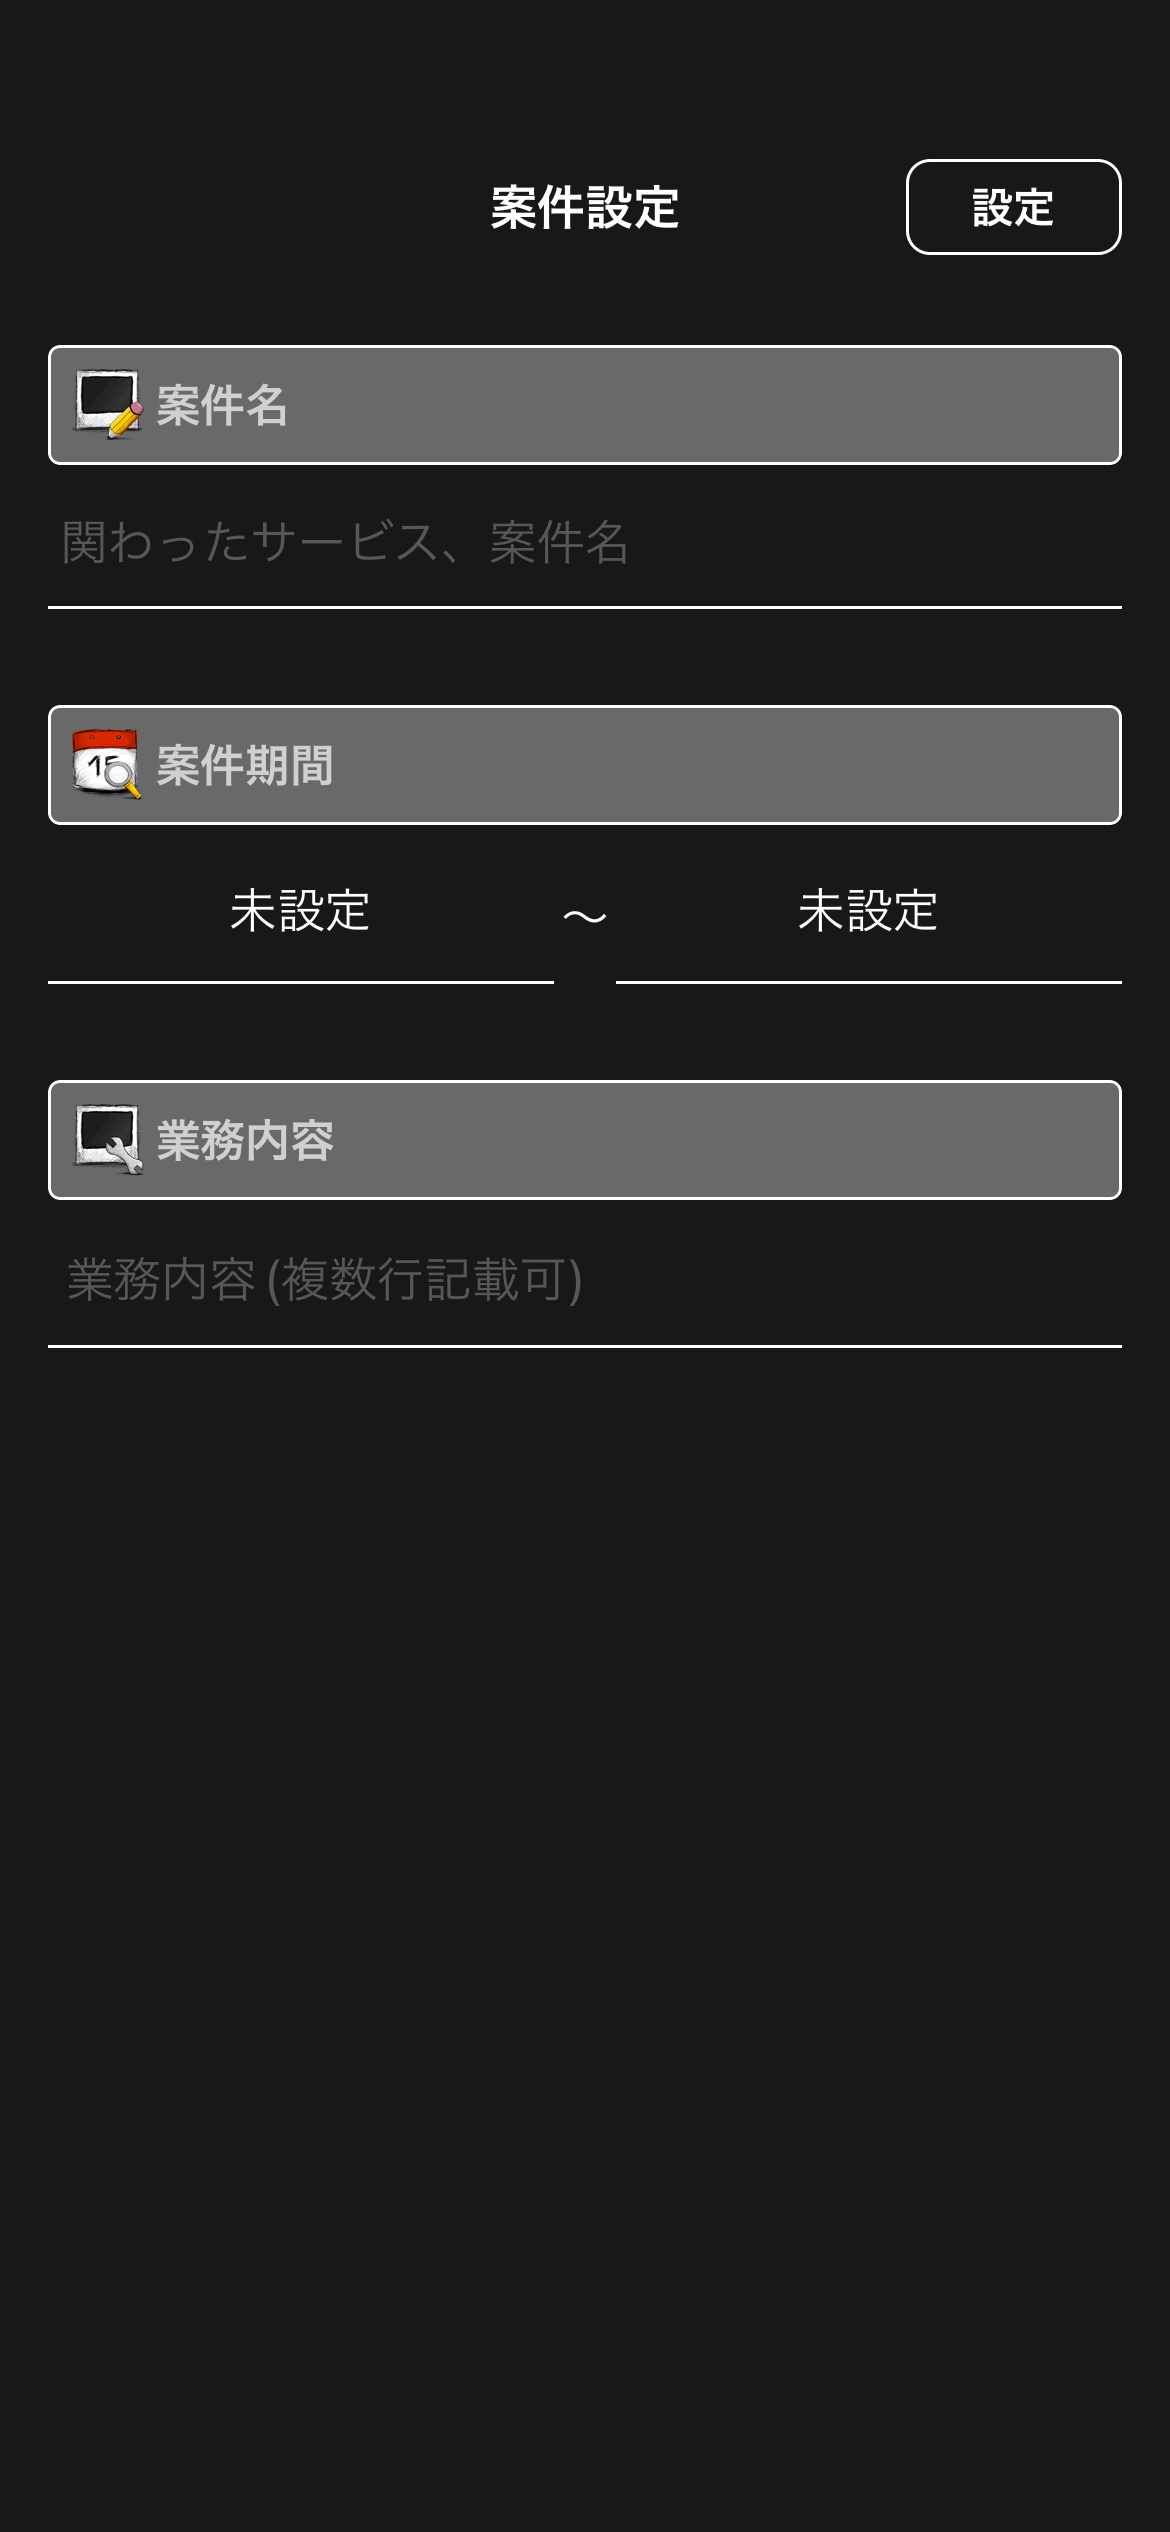 案件設定
設定
案件名
関わったサービス、案件名
案件期間
未設定 〜 未設定
業務内容
業務内容 (複数行記載可)